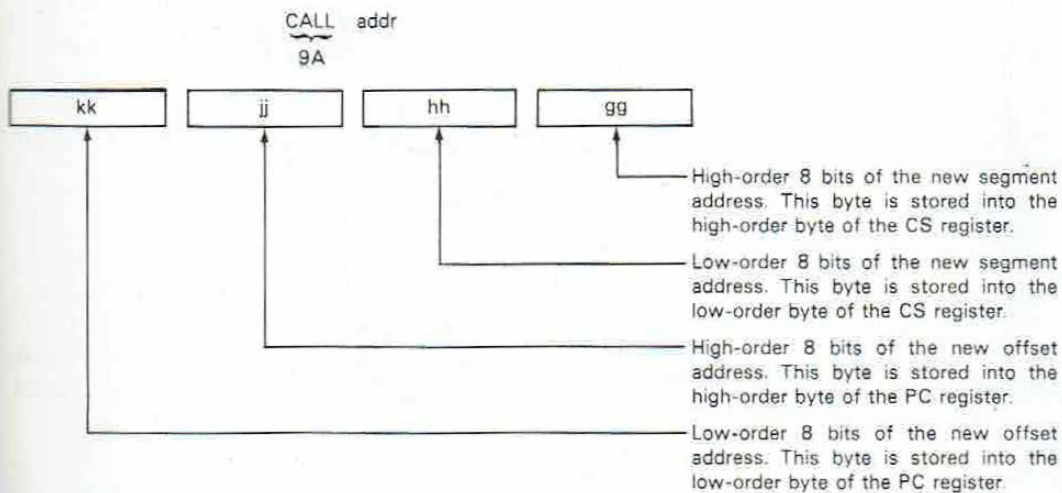 CALL addr
9A
kk jj hh gg
High-order 8 bits of the new segment
address. This byte is stored into the
high-order byte of the CS register.
Low-order 8 bits of the new segment
address. This byte is stored into the
low-order byte of the CS register.
High-order 8 bits of the new offset
address. This byte is stored into the
high-order byte of the PC register.
Low-order 8 bits of the new offset
address. This byte is stored into the
low-order byte of the PC register.